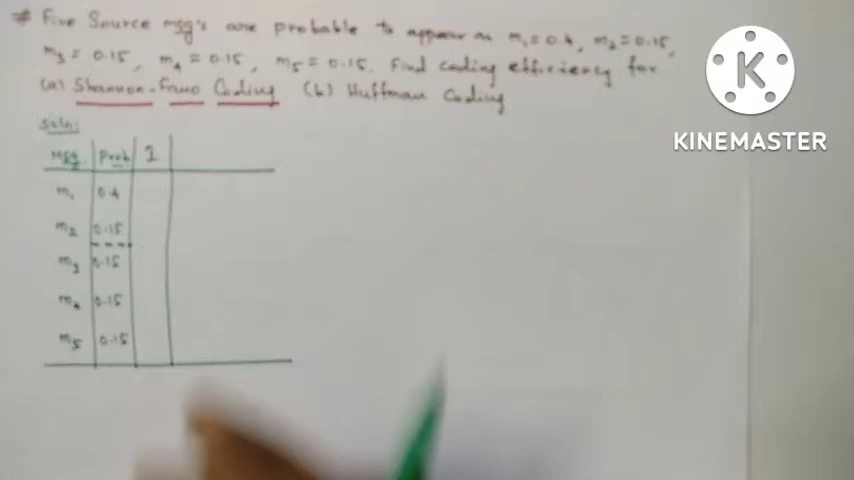 # Five Source msg's are probable to appear as m1 = 0.4, m2 = 0.15,
m3 = 0.15, m4 = 0.15, m5 = 0.15. Find coding efficiency for
(a) Shannon-Fano Coding (b) Huffman Coding
Soln:
Msg Prob 1
m1 0.4
m2 0.15
m3 0.15
m4 0.15
m5 0.15
K
KINEMASTER